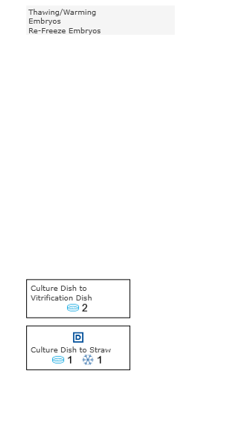 Thawing/Warming
Embryos
Re-Freeze Embryos
Culture Dish to
Vitrification Dish
2
D
Culture Dish to Straw
1 1